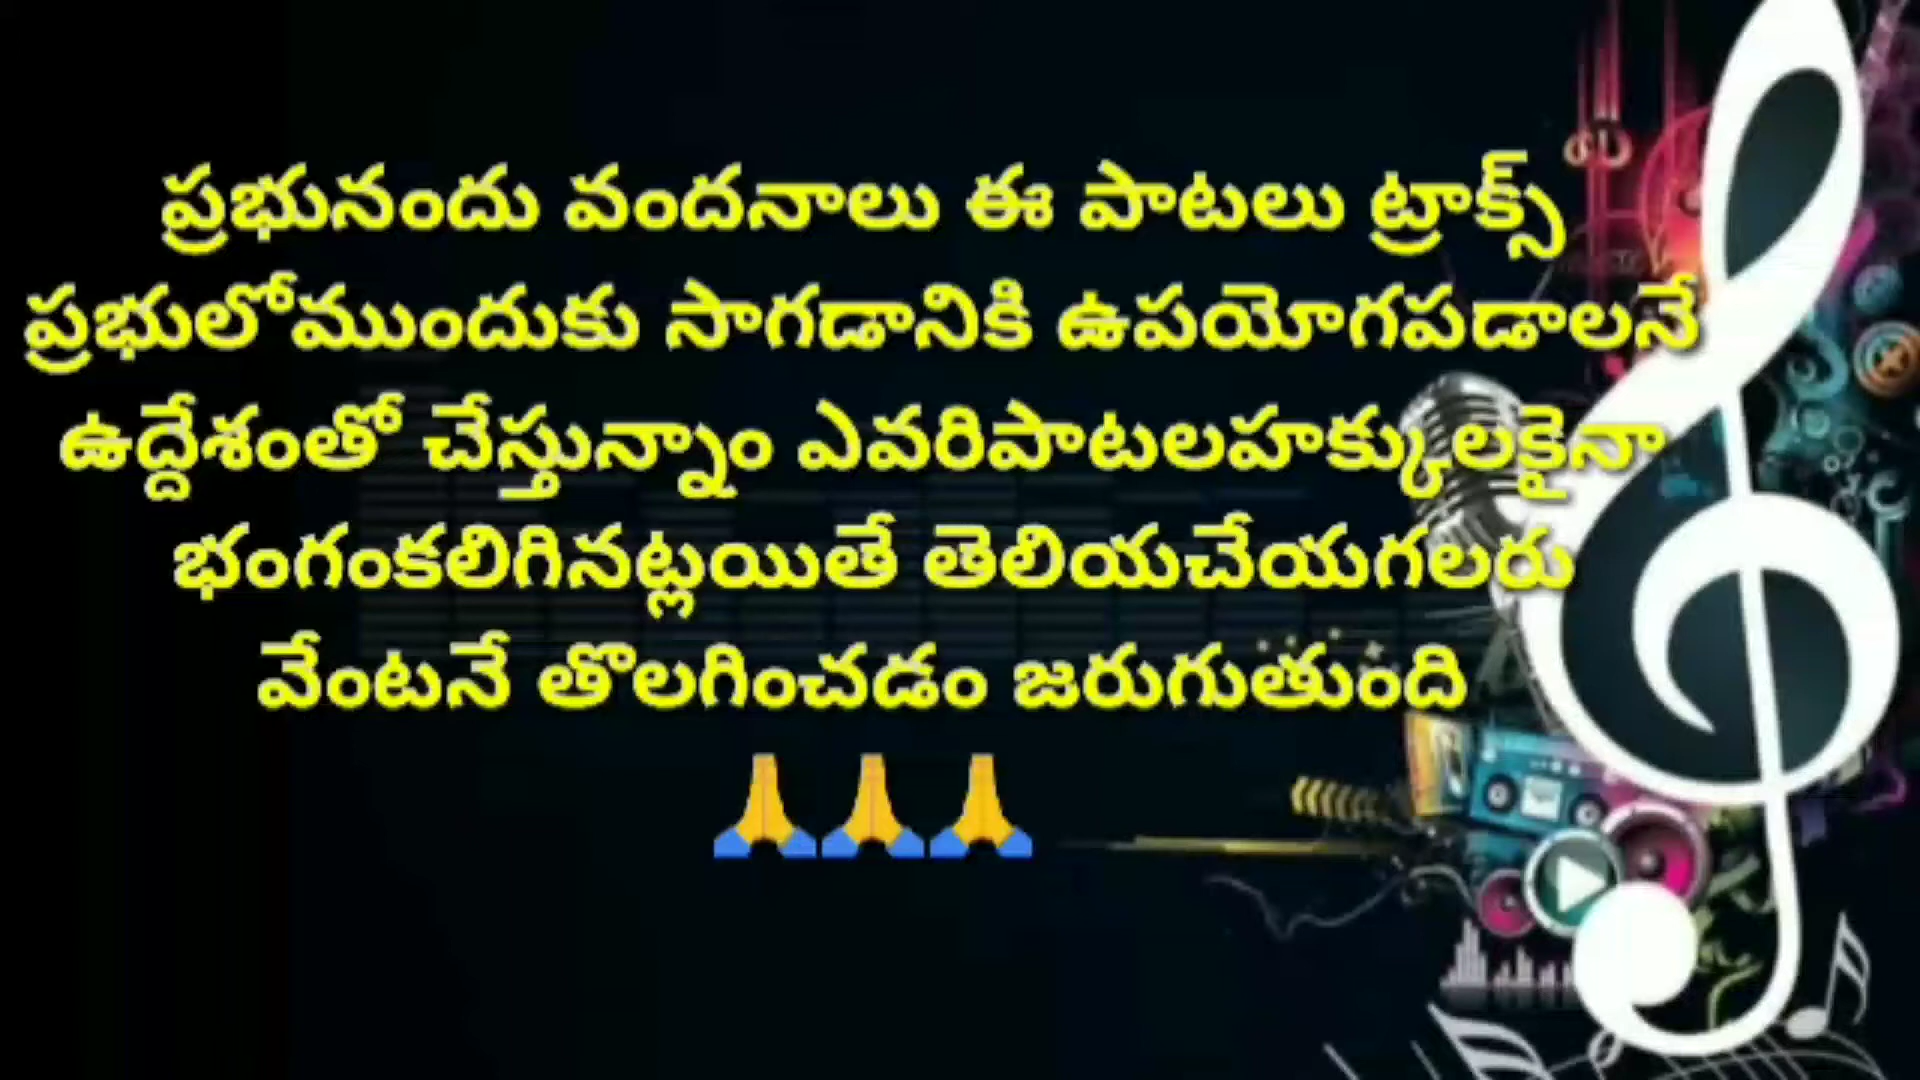 ప్రభునందు వందనాలు ఈ పాటలు ట్రాక్స్
ప్రభులోముందుకు సాగడానికి ఉపయోగపడాలనే
ఉద్దేశంతో చేస్తున్నాం ఎవరిపాటలహక్కులకైనా
భంగంకలిగినట్లయితే తెలియచేయగలరు
వేంటనే తొలగించడం జరుగుతుంది
🙏🙏🙏